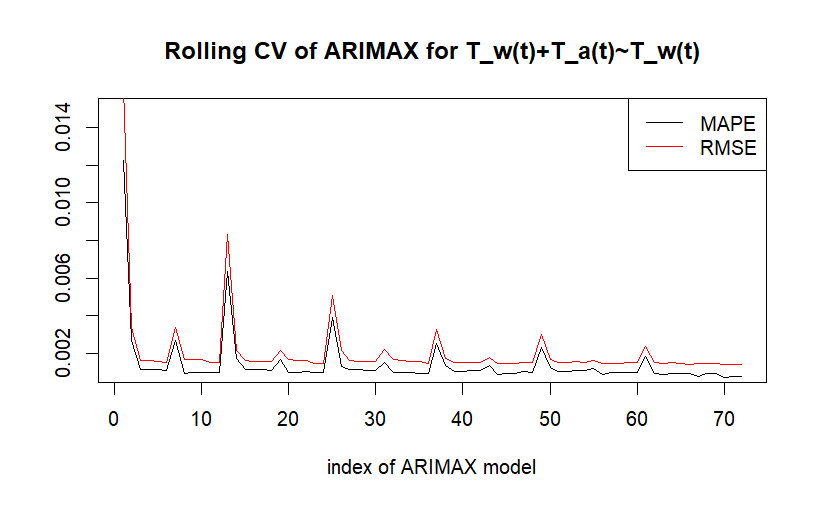 Rolling CV of ARIMAX for T_w(t)+T_a(t)~T_w(t)
MAPE
RMSE
0.014
0.010
0.006
0.002
0 10 20 30 40 50 60 70
index of ARIMAX model